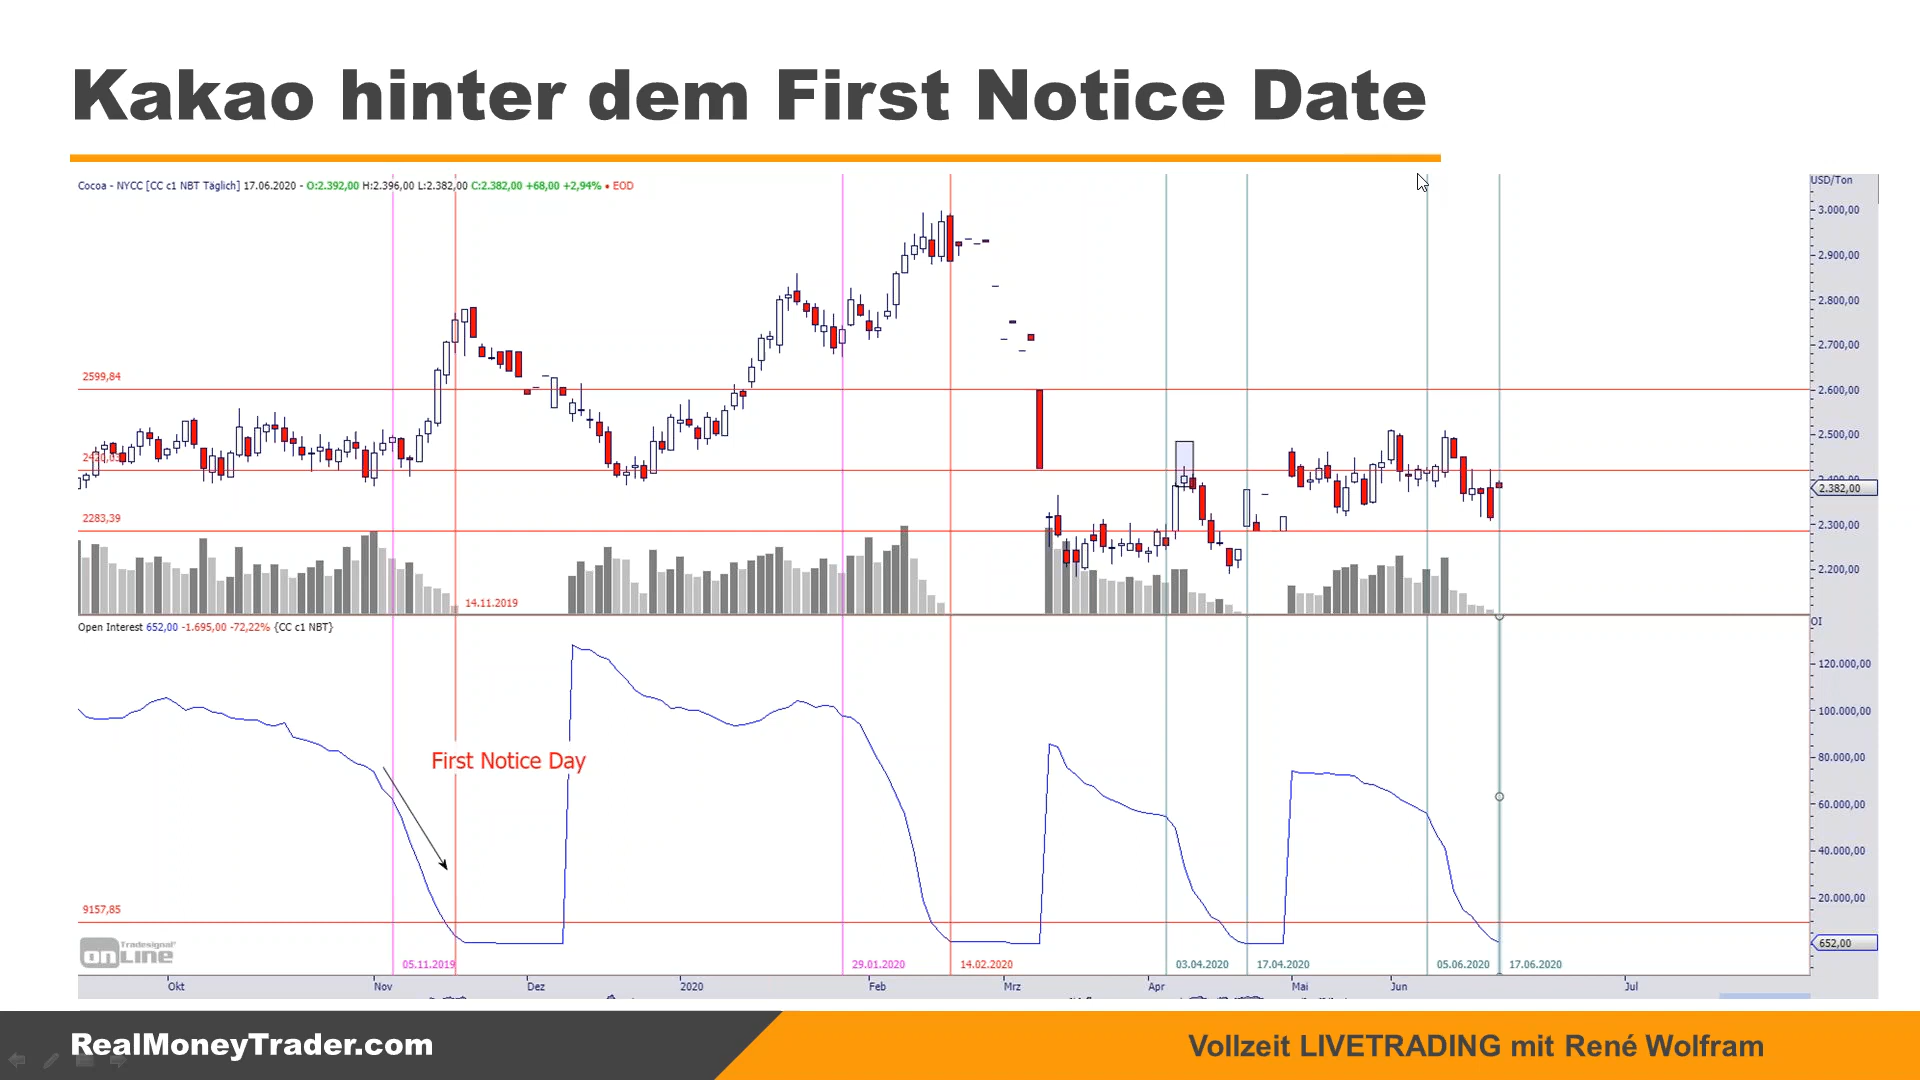 Kakao hinter dem First Notice Date
Cocoa - NYCC [CC c1 NBT Täglich] 17.06.2020 - O:2.392,00 H:2.396,00 L:2.382,00 C:2.382,00 +68,00 +2,94% • EOD
USD/Ton
3.000,00
2.900,00
2.800,00
2.700,00
2599,84
2.600,00
2.500,00
2.382,00
2283,39
2.300,00
2.200,00
14.11.2019
Open Interest 652,00 -1.695,00 -72,22% {CC c1 NBT}
OI
120.000,00
100.000,00
First Notice Day
80.000,00
60.000,00
40.000,00
20.000,00
9157,85
652,00
Tradesignal®
onLine
05.11.2019
29.01.2020
14.02.2020
03.04.2020
17.04.2020
05.06.2020
17.06.2020
Okt Nov Dez 2020 Feb Mrz Apr Mai Jun Jul
RealMoneyTrader.com
Vollzeit LIVETRADING mit René Wolfram